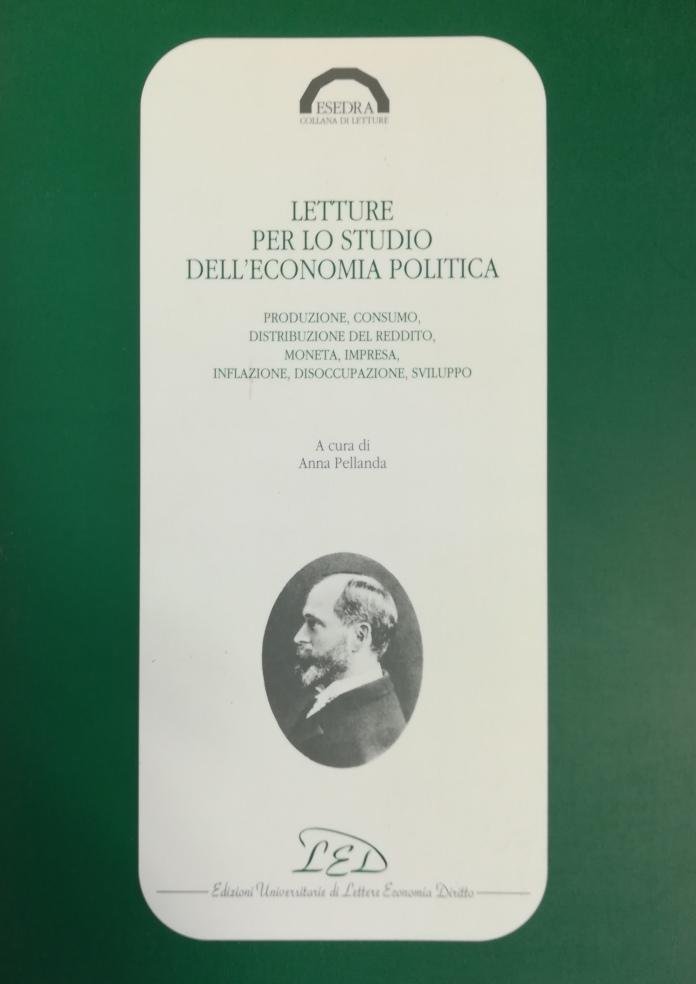 ESEDRA
COLLANA DI LETTURE
LETTURE
PER LO STUDIO
DELL'ECONOMIA POLITICA
PRODUZIONE, CONSUMO,
DISTRIBUZIONE DEL REDDITO,
MONETA, IMPRESA,
INFLAZIONE, DISOCCUPAZIONE, SVILUPPO
A cura di
Anna Pellanda
LED
Edizioni Universitarie di Lettere Economia Diritto